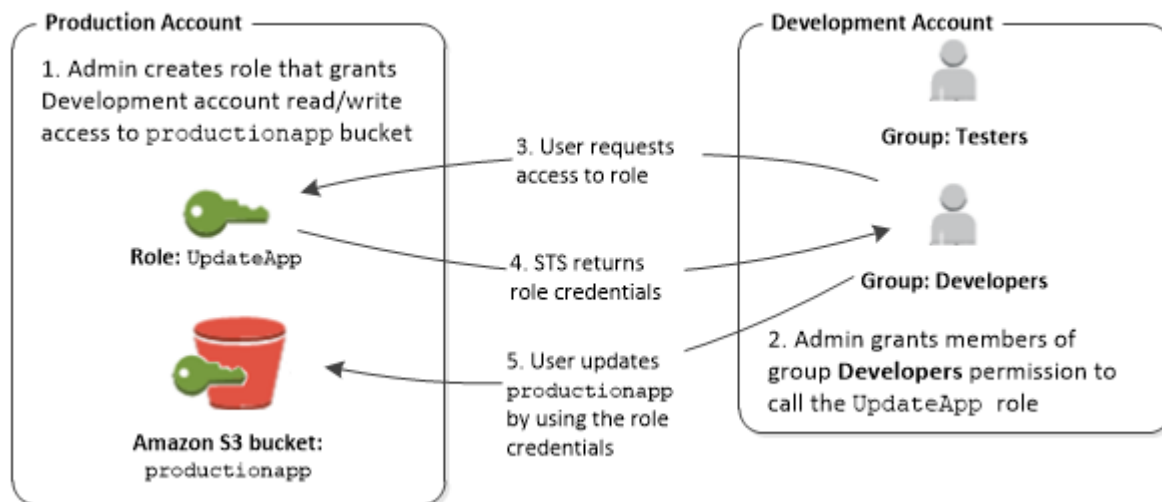 Production Account
1. Admin creates role that grants
Development account read/write
access to productionapp bucket
Role: UpdateApp
Amazon S3 bucket:
productionapp
3. User requests
access to role
4. STS returns
role credentials
5. User updates
productionapp
by using the role
credentials
Development Account
Group: Testers
Group: Developers
2. Admin grants members of
group Developers permission to
call the UpdateApp role